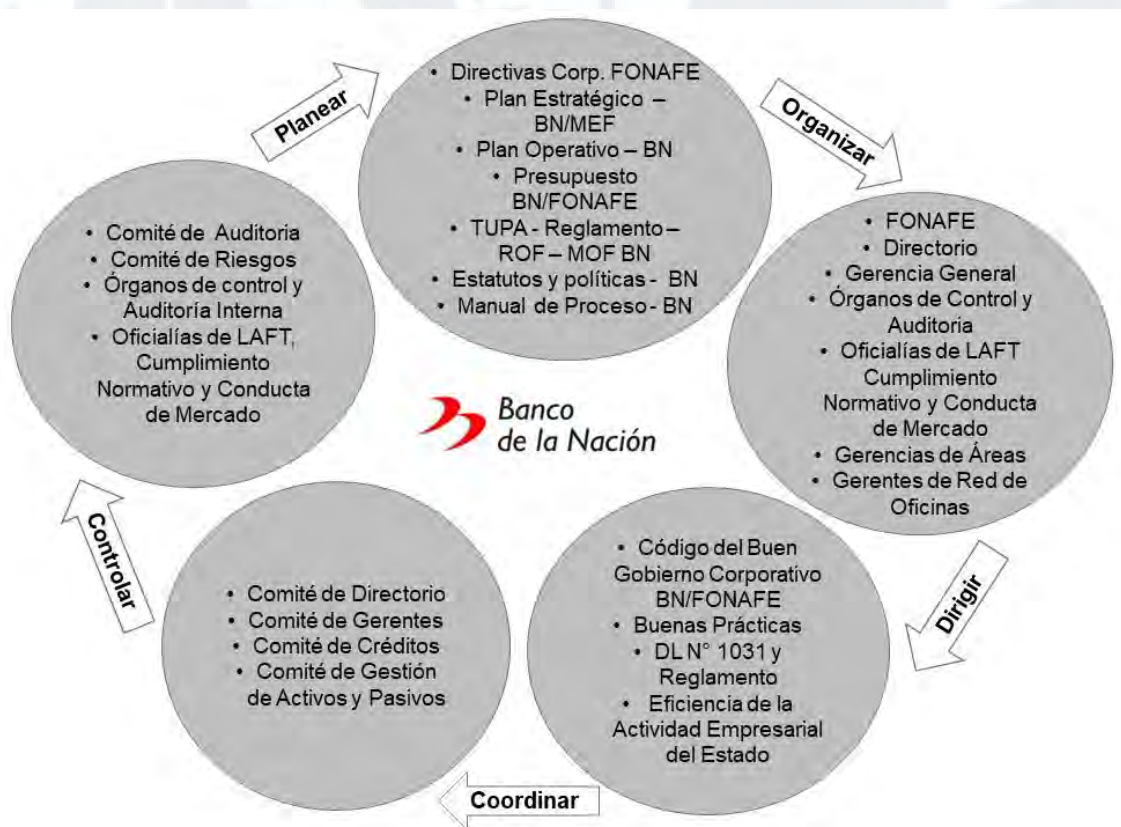 Planear
• Directivas Corp. FONAFE
• Plan Estratégico –
BN/MEF
• Plan Operativo – BN
• Presupuesto
BN/FONAFE
• TUPA - Reglamento –
ROF – MOF BN
• Estatutos y políticas - BN
• Manual de Proceso - BN
Organizar
• FONAFE
• Directorio
• Gerencia General
• Órganos de Control y
Auditoria
• Oficialías de LAFT
Cumplimiento
Normativo y Conducta
de Mercado
• Gerencias de Áreas
• Gerentes de Red de
Oficinas
Dirigir
• Código del Buen
Gobierno Corporativo
BN/FONAFE
• Buenas Prácticas
• DL N° 1031 y
Reglamento
• Eficiencia de la
Actividad Empresarial
del Estado
Coordinar
• Comité de Directorio
• Comité de Gerentes
• Comité de Créditos
• Comité de Gestión
de Activos y Pasivos
Controlar
• Comité de Auditoria
• Comité de Riesgos
• Órganos de control y
Auditoría Interna
• Oficialías de LAFT,
Cumplimiento
Normativo y Conducta
de Mercado
Banco
de la Nación